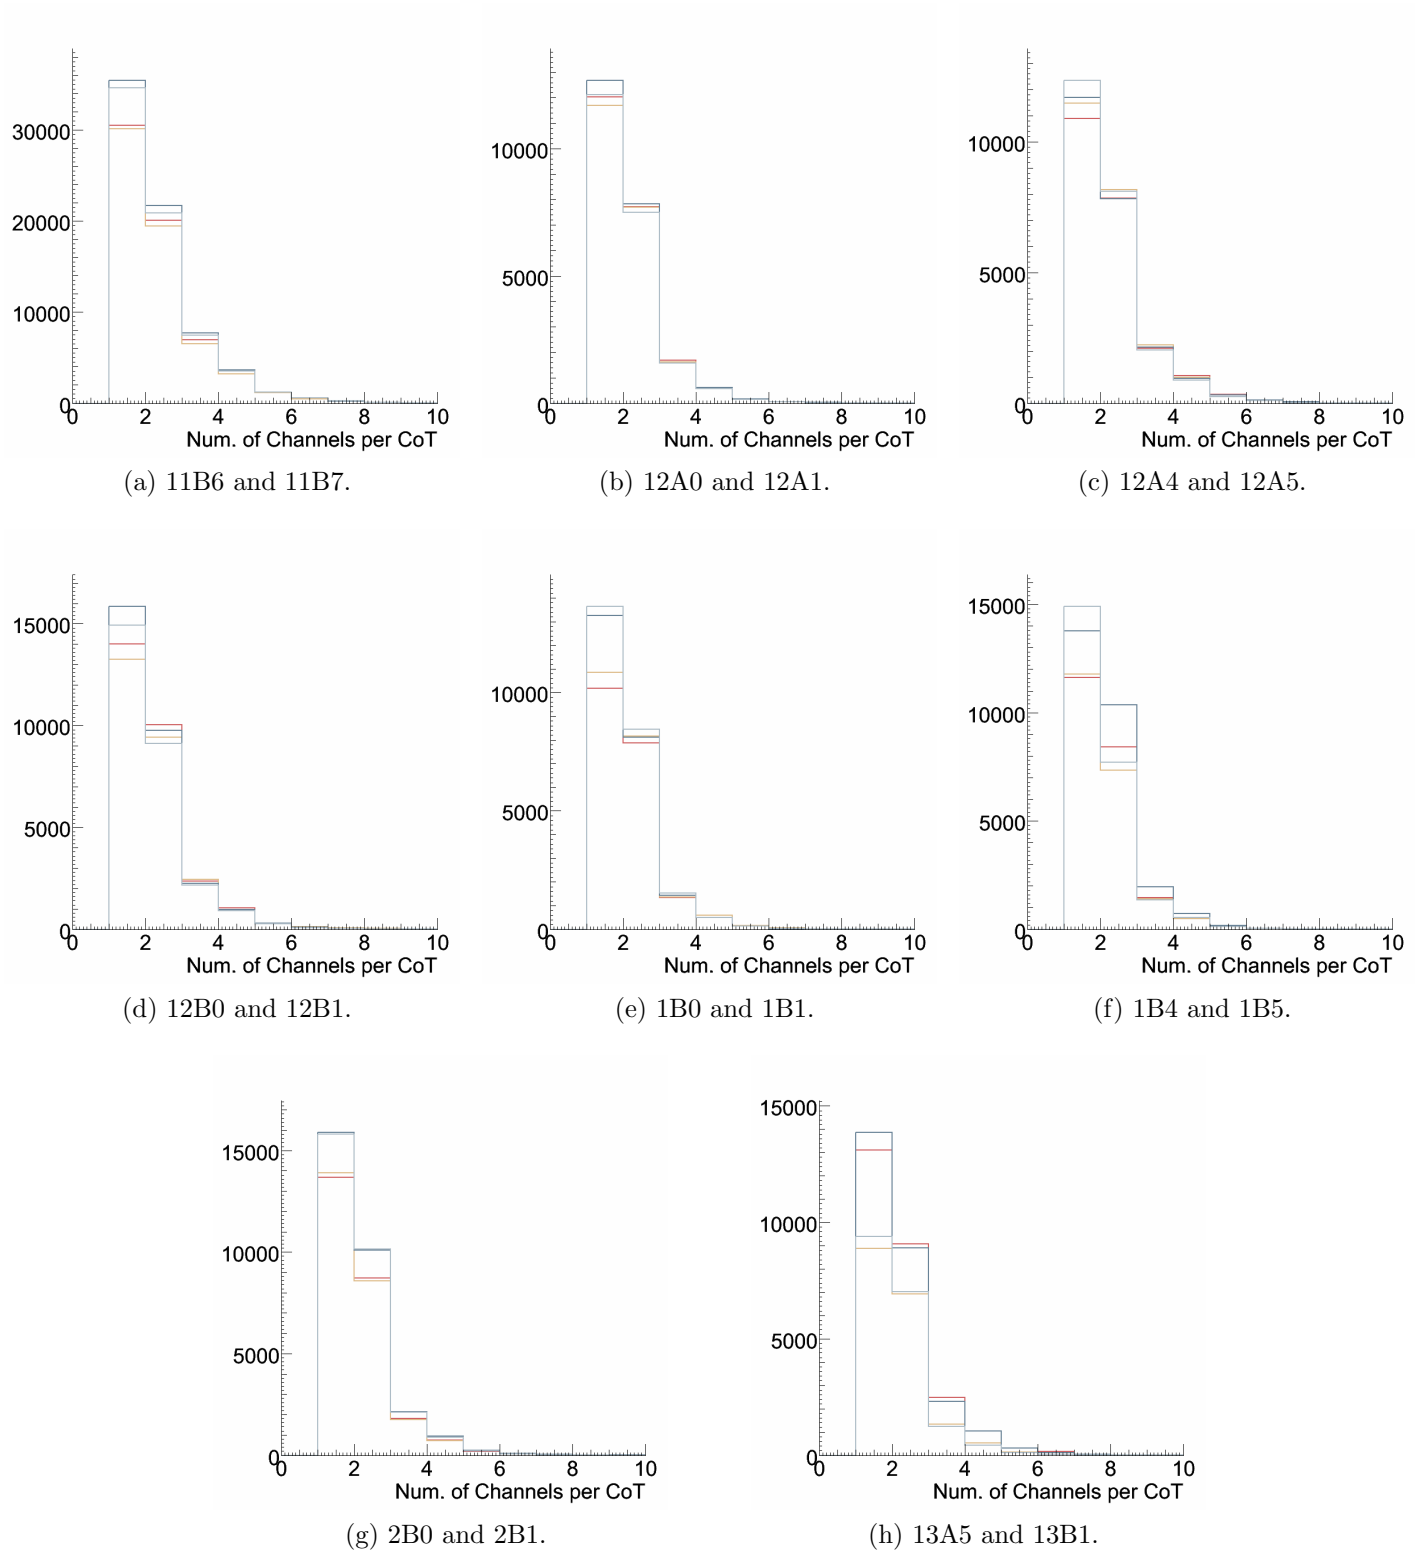 30000
20000
10000
0
0 2 4 6 8 10
Num. of Channels per CoT
(a) 11B6 and 11B7.
10000
5000
0
0 2 4 6 8 10
Num. of Channels per CoT
(b) 12A0 and 12A1.
10000
5000
0
0 2 4 6 8 10
Num. of Channels per CoT
(c) 12A4 and 12A5.
15000
10000
5000
0
0 2 4 6 8 10
Num. of Channels per CoT
(d) 12B0 and 12B1.
10000
5000
0
0 2 4 6 8 10
Num. of Channels per CoT
(e) 1B0 and 1B1.
15000
10000
5000
0
0 2 4 6 8 10
Num. of Channels per CoT
(f) 1B4 and 1B5.
15000
10000
5000
0
0 2 4 6 8 10
Num. of Channels per CoT
(g) 2B0 and 2B1.
15000
10000
5000
0
0 2 4 6 8 10
Num. of Channels per CoT
(h) 13A5 and 13B1.